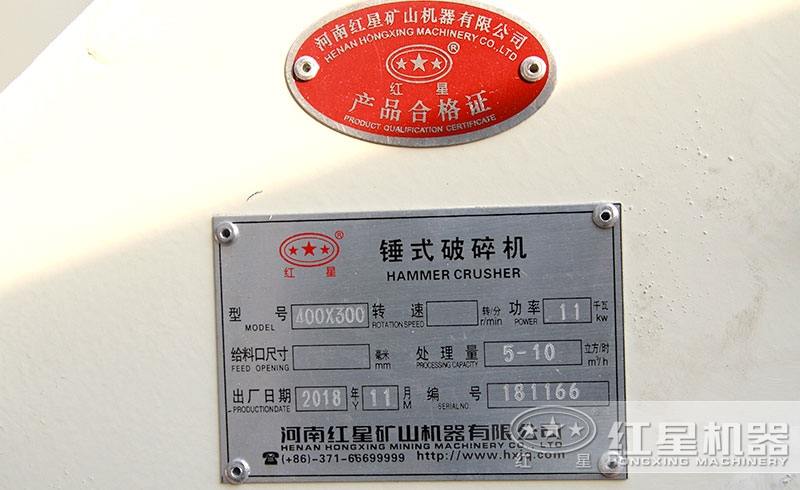 河南红星矿山机器有限公司
HENAN HONGXING MACHINERY CO.,LTD
★★★®
红 星
产品合格证
PRODUCT QUALIFICATION CERTIFICATE
★★★®
红 星
锤式破碎机
HAMMER CRUSHER
型 号 400X300 转 速 转/分 功率 11 千瓦
MODEL ROTATION SPEED r/min POWER kw
给料口尺寸 毫米 处理量 5-10 立方/时
FEED OPENING mm PROCESSING CAPACITY m³/h
出厂日期 2018 年 11 月 编 号 181166
PRODUCTIONDATE Y M SERIAL NO.
河南红星矿山机器有限公司
HENAN HONGXING MINING MACHINERY CO.,LTD
☎(+86)-371-66699999 http://www.hxjq.com
红 星
红星机器
HONGXING MACHINERY